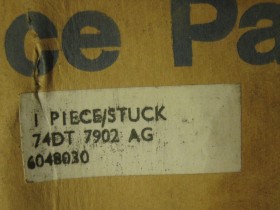 ce Pa
1 PIECE/STUCK
74DT 7902 AG
6048030